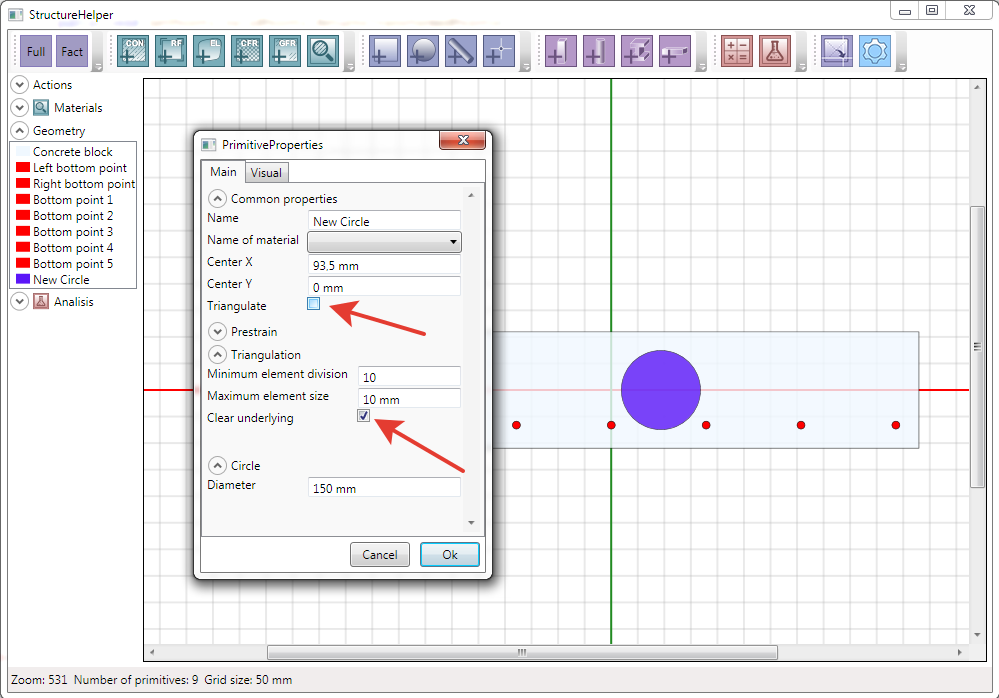 StructureHelper
Full Fact CON RF EL CFR GFR
Actions
Materials
Geometry
Concrete block
Left bottom point
Right bottom point
Bottom point 1
Bottom point 2
Bottom point 3
Bottom point 4
Bottom point 5
New Circle
Analisis
PrimitiveProperties
Main Visual
Common properties
Name New Circle
Name of material
Center X 93.5 mm
Center Y 0 mm
Triangulate
Prestrain
Triangulation
Minimum element division 10
Maximum element size 10 mm
Clear underlying
Circle
Diameter 150 mm
Cancel Ok
Zoom: 531 Number of primitives: 9 Grid size: 50 mm